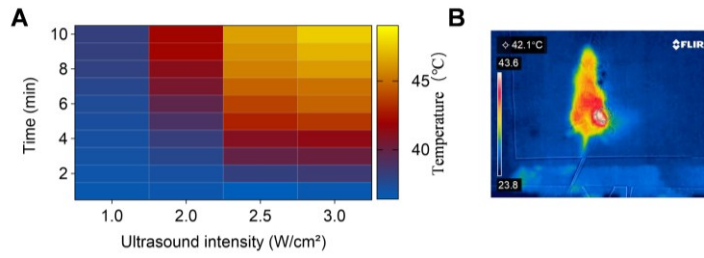 A
Time (min)
10
8
6
4
2
1.0 2.0 2.5 3.0
Ultrasound intensity (W/cm²)
45
40
Temperature (℃)
B
42.1°C
FLIR
43.6
23.8